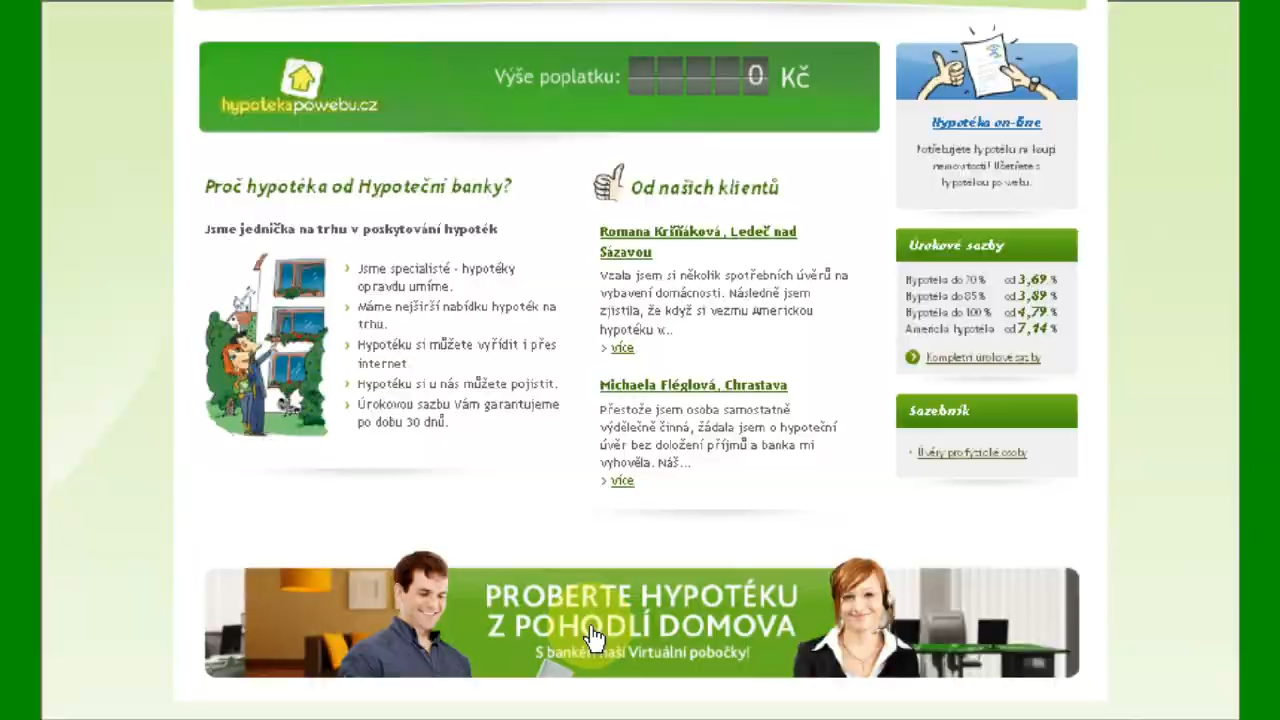 hypotékapowebu.cz
Výše poplatku: 0 Kč
Proč hypotéka od Hypoteční banky?
Jsme jednička na trhu v poskytování hypoték
Jsme specialisté - hypotéky
opravdu umíme.
Máme nejširší nabídku hypoték na
trhu.
Hypotéku si můžete vyřídit i přes
internet.
Hypotéku si u nás můžete pojistit.
Úrokovou sazbu Vám garantujeme
po dobu 30 dnů.
Od našich klientů
Romana Kršňáková, Ledeč nad
Sázavou
Vzala jsem si několik spotřebních úvěrů na
vybavení domácnosti. Následně jsem
zjistila, že když si vezmu Americkou
hypotéku v...
> více
Michaela Fléglová, Chrastava
Přestože jsem osoba samostatně
výdělečně činná, žádala jsem o hypoteční
úvěr bez doložení příjmů a banka mi
vyhověla. Náš...
> více
Hypotéka on-line
Potřebujete hypotéku na koupi
nemovitosti? Ušetřete s
hypotékou po webu.
Úrokové sazby
Hypotéka do 70 % od 3,69 %
Hypotéka do 85 % od 3,89 %
Hypotéka do 100 % od 4,79 %
Americká hypotéka od 7,14 %
Kompletní úrokové sazby
Sazebník
Úvěry pro fyzické osoby
PROBERTE HYPOTÉKU
Z POHODLÍ DOMOVA
S bankéři naší Virtuální pobočky!